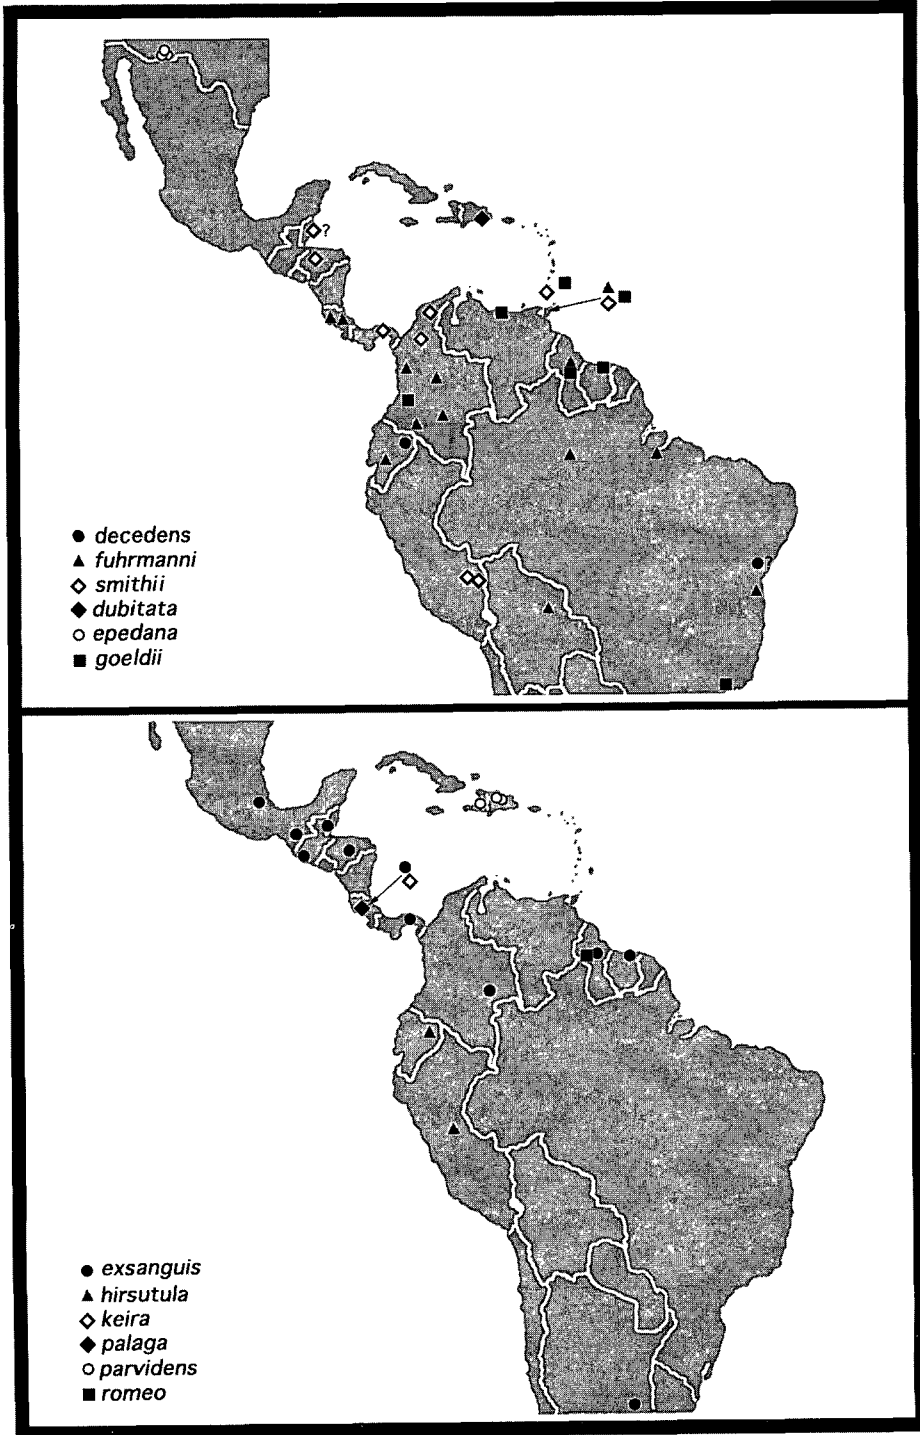 ?
decedens
fuhrmanni
smithii
dubitata
epedana
goeldii
exsanguis
hirsutula
keira
palaga
parvidens
romeo